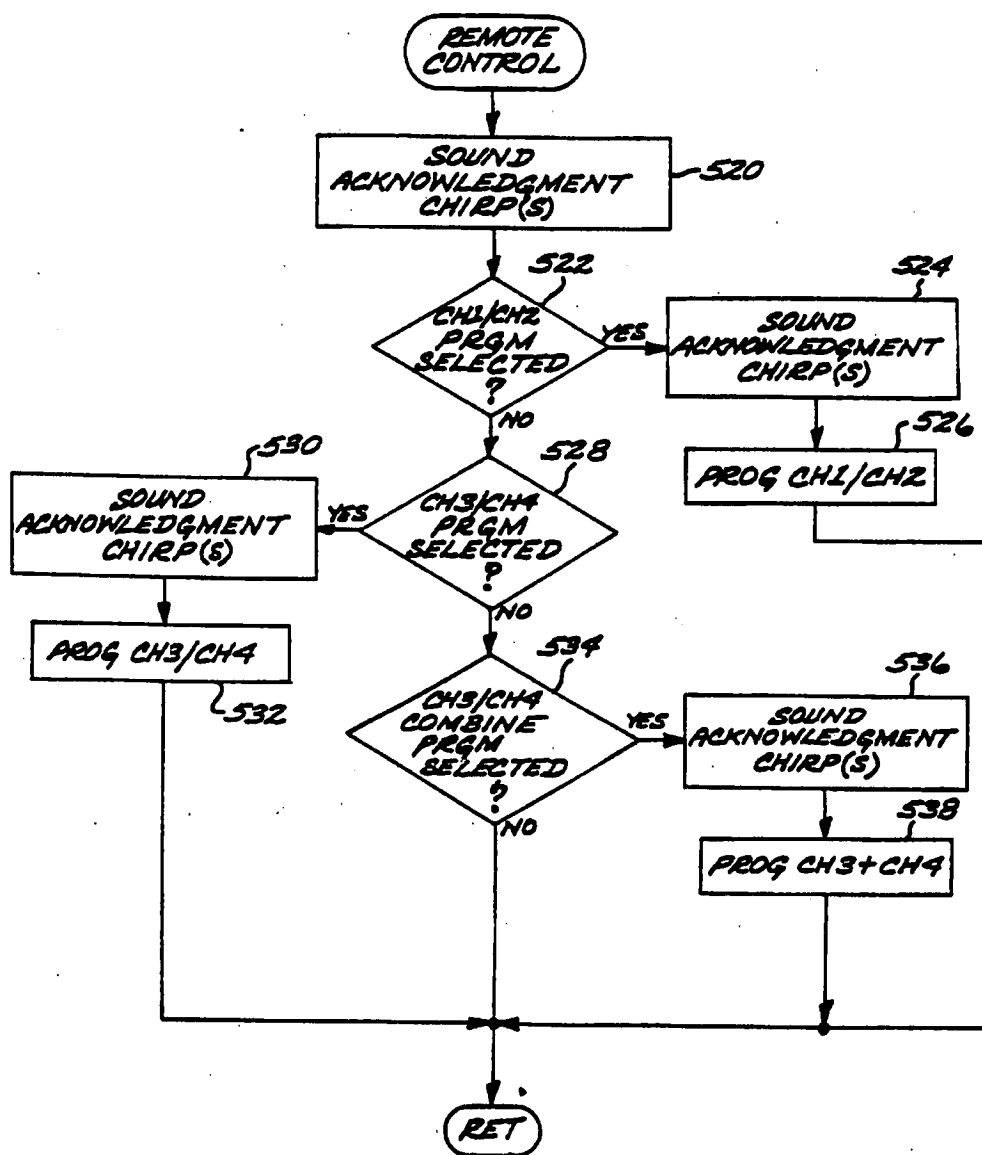 REMOTE
CONTROL
SOUND
ACKNOWLEDGMENT
CHIRP(S)
520
522
CH1/CH2
PRGM
SELECTED
?
YES
NO
524
SOUND
ACKNOWLEDGMENT
CHIRP(S)
526
PROG CH1/CH2
528
CH3/CH4
PRGM
SELECTED
?
YES
NO
530
SOUND
ACKNOWLEDGMENT
CHIRP(S)
PROG CH3/CH4
532
534
CH3/CH4
COMBINE
PRGM
SELECTED
?
YES
NO
536
SOUND
ACKNOWLEDGMENT
CHIRP(S)
538
PROG CH3+CH4
RET